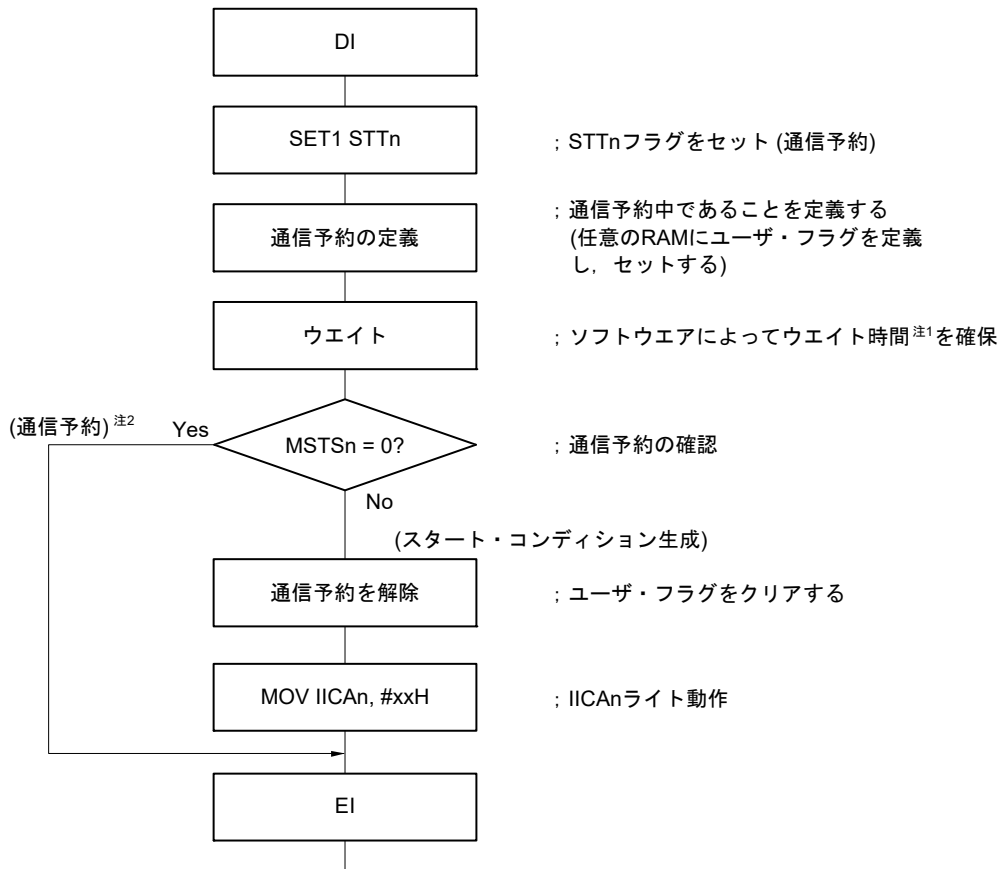 DI
SET1 STTn
; STTnフラグをセット (通信予約)
通信予約の定義
; 通信予約中であることを定義する
(任意のRAMにユーザ・フラグを定義
し，セットする)
ウエイト
; ソフトウエアによってウエイト時間 注1を確保
(通信予約) 注2
Yes
MSTSn = 0?
; 通信予約の確認
No
(スタート・コンディション生成)
通信予約を解除
; ユーザ・フラグをクリアする
MOV IICAn, #xxH
; IICAnライト動作
EI